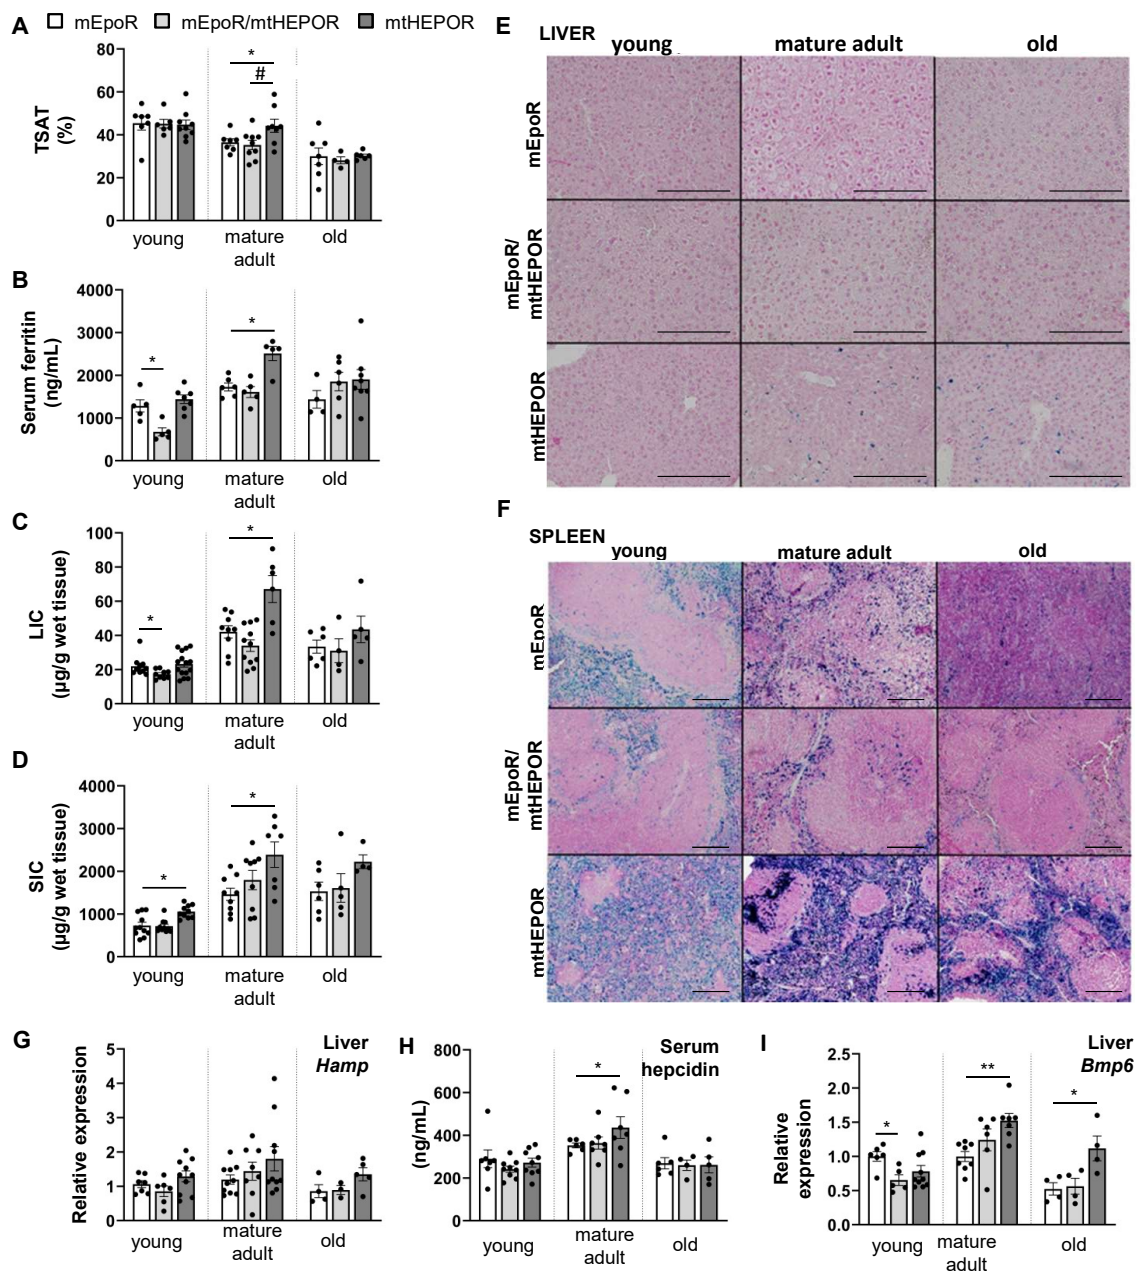 A
mEpoR mEpoR/mtHEPOR mtHEPOR
TSAT
(%)
80
60
40
20
0
*
#
young
mature
adult
old
B
Serum ferritin
(ng/mL)
4000
3000
2000
1000
0
*
*
young
mature
adult
old
C
LIC
(µg/g wet tissue)
100
80
60
40
20
0
*
*
young
mature
adult
old
D
SIC
(µg/g wet tissue)
4000
3000
2000
1000
0
*
*
young
mature
adult
old
E
LIVER
young mature adult old
mEpoR
mEpoR/
mtHEPOR
mtHEPOR
F
SPLEEN
young mature adult old
mEpoR
mEpoR/
mtHEPOR
mtHEPOR
G
Liver
Hamp
Relative expression
5
4
3
2
1
0
young
mature
adult
old
H
Serum
hepcidin
(ng/mL)
800
600
400
200
0
*
young
mature
adult
old
I
Liver
Bmp6
Relative
expression
2.5
2.0
1.5
1.0
0.5
0.0
*
**
*
young
mature
adult
old